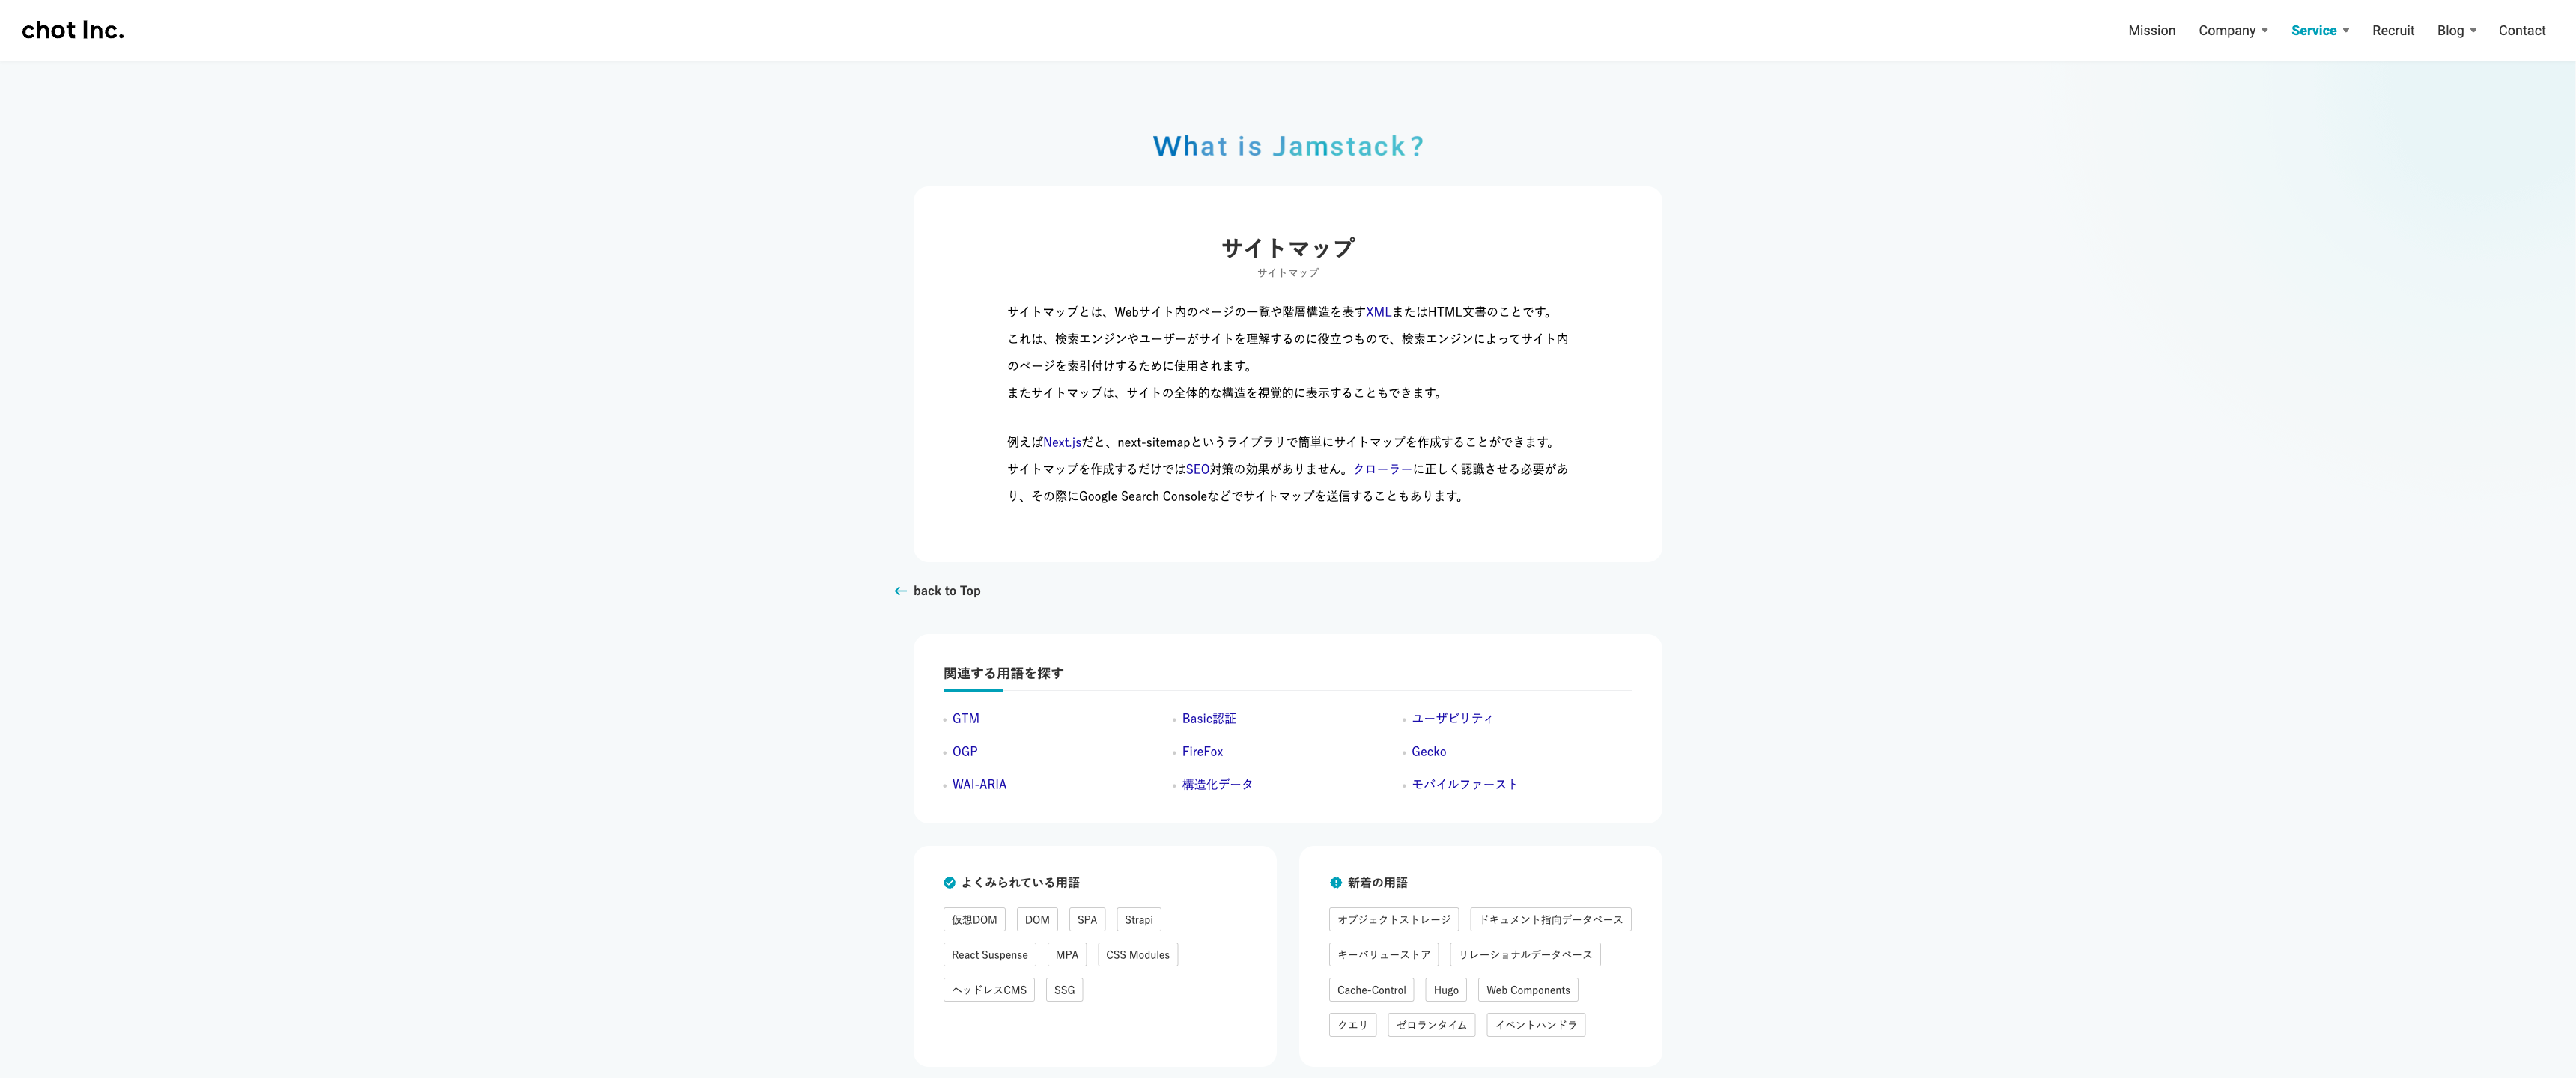 chot Inc.
Mission Company Service Recruit Blog Contact
What is Jamstack?
サイトマップ
サイトマップ
サイトマップとは、Webサイト内のページの一覧や階層構造を表すXMLまたはHTML文書のことです。
これは、検索エンジンやユーザーがサイトを理解するのに役立つもので、検索エンジンによってサイト内
のページを索引付けするために使用されます。
またサイトマップは、サイトの全体的な構造を視覚的に表示することもできます。
例えばNext.jsだと、next-sitemapというライブラリで簡単にサイトマップを作成することができます。
サイトマップを作成するだけではSEO対策の効果がありません。クローラーに正しく認識させる必要があ
り、その際にGoogle Search Consoleなどでサイトマップを送信することもあります。
back to Top
関連する用語を探す
GTM Basic認証 ユーザビリティ
OGP FireFox Gecko
WAI-ARIA 構造化データ モバイルファースト
よくみられている用語
仮想DOM DOM SPA Strapi
React Suspense MPA CSS Modules
ヘッドレスCMS SSG
新着の用語
オブジェクトストレージ ドキュメント指向データベース
キーバリューストア リレーショナルデータベース
Cache-Control Hugo Web Components
クエリ ゼロランタイム イベントハンドラ